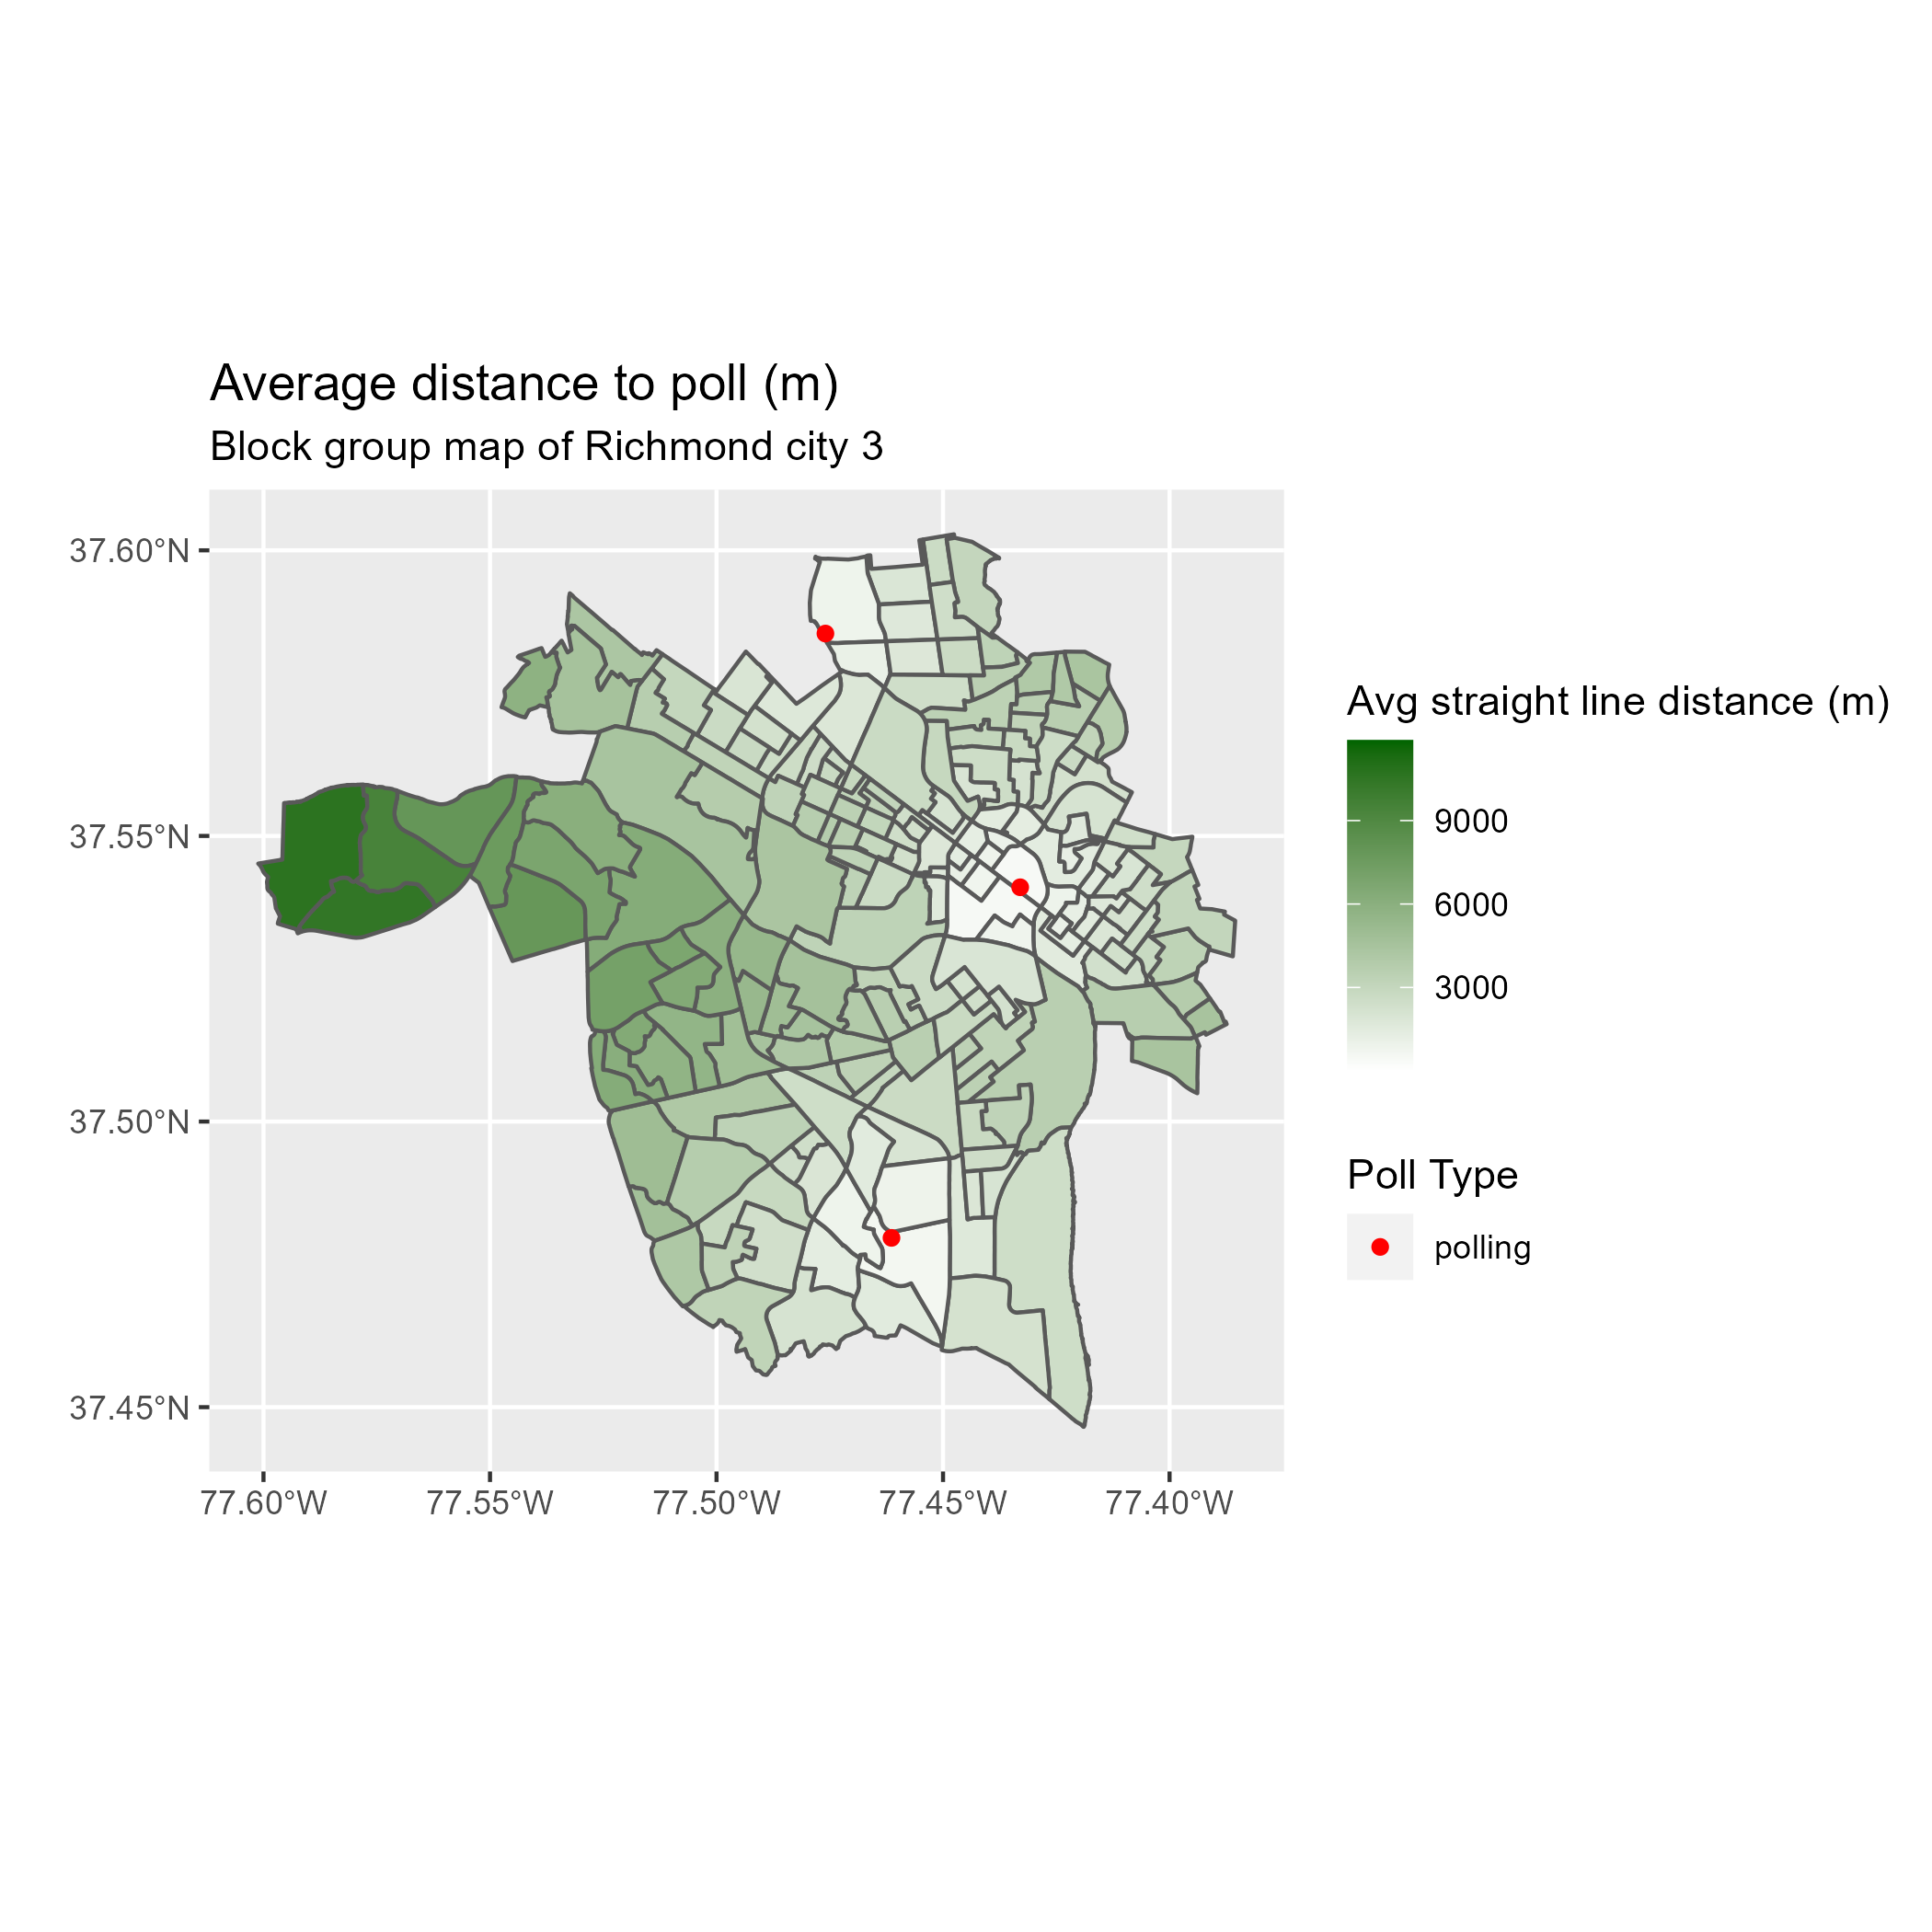 Average distance to poll (m)
Block group map of Richmond city 3
37.60°N
37.55°N
37.50°N
37.45°N
77.60°W
77.55°W
77.50°W
77.45°W
77.40°W
Avg straight line distance (m)
9000
6000
3000
Poll Type
polling